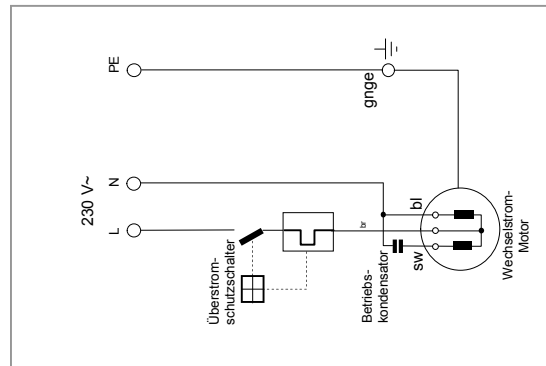 PE
gnge
230 V~
N
L
br
bl
sw
Überstrom-
schutzschalter
Betriebs-
kondensator
Wechselstrom-
Motor